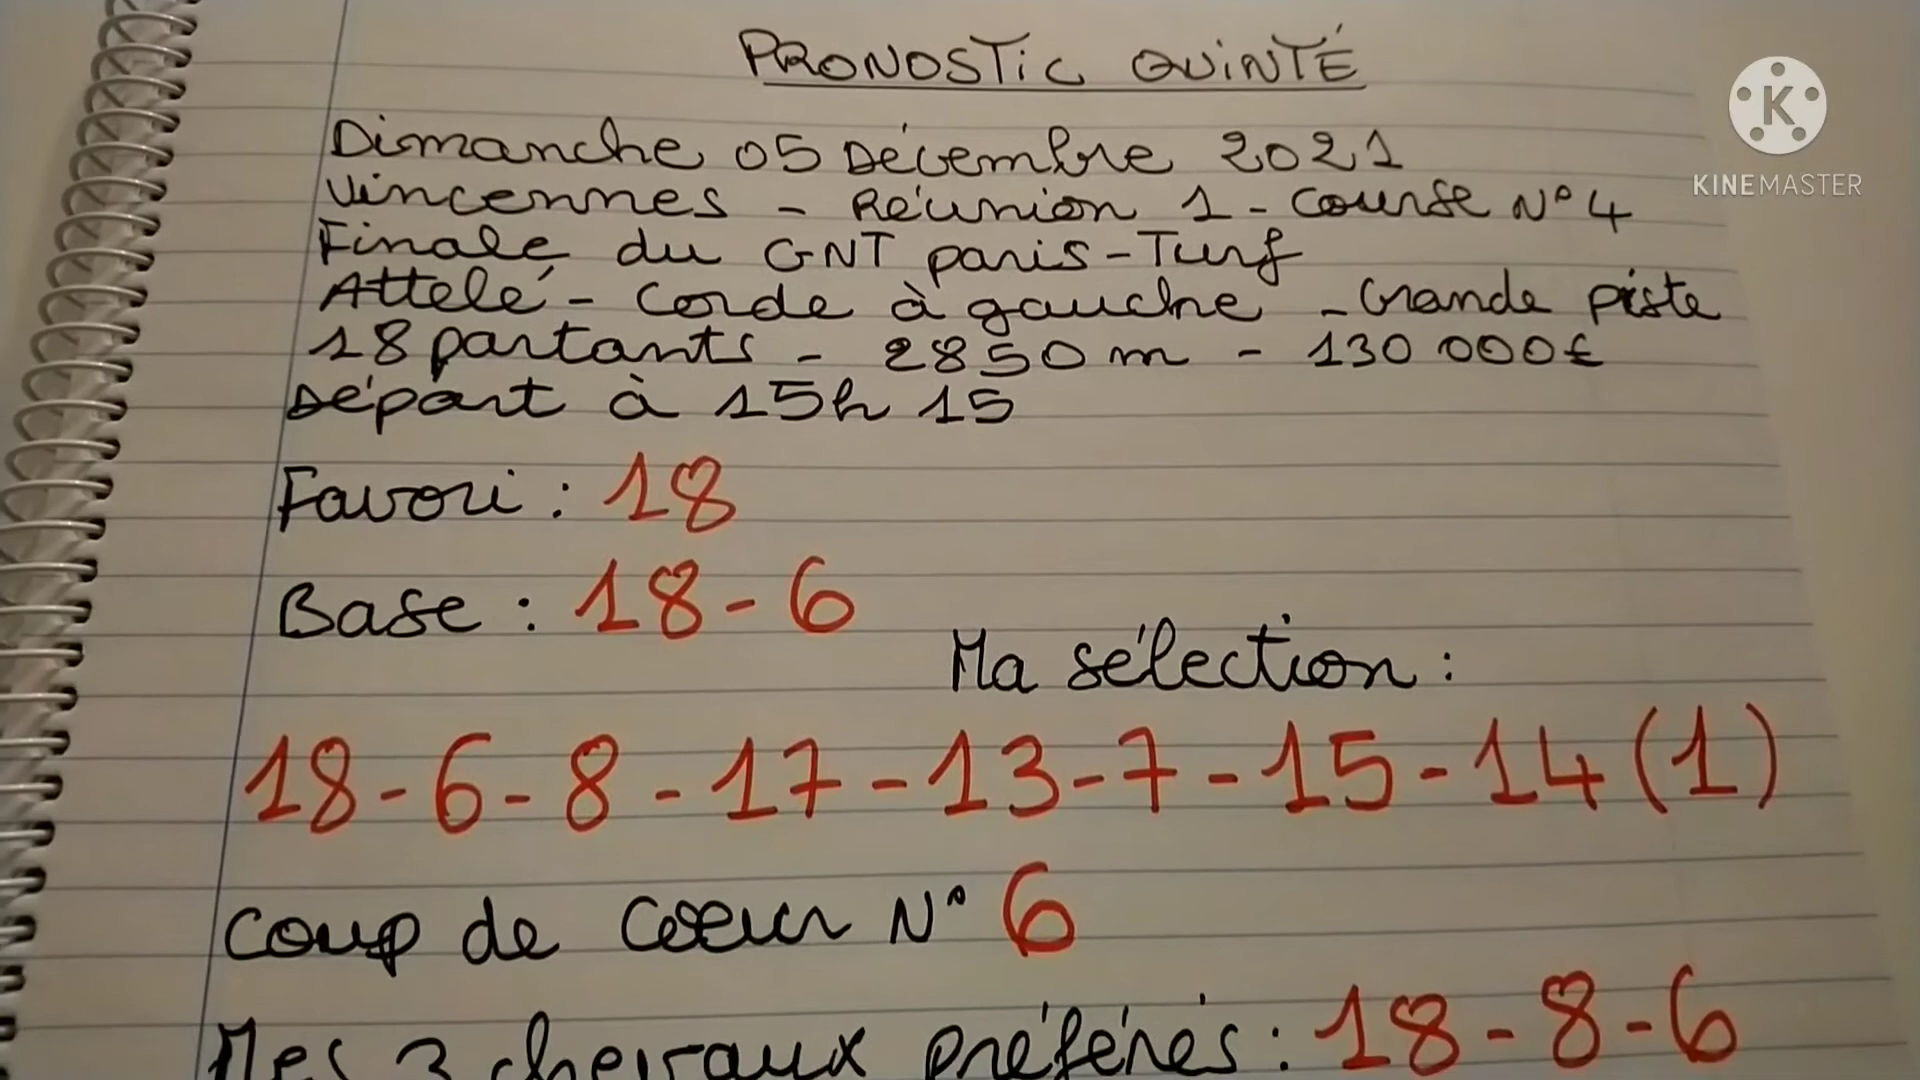 PRONOSTIC QUINTÉ
Dimanche 05 Décembre 2021
Vincennes - Réunion 1 - Course N° 4
Finale du GNT Paris-Turf
Attelé - Corde à gauche - Grande piste
18 partants - 2850 m - 130 000€
Départ à 15h15
Favori : 18
Base : 18 - 6
Ma sélection :
18 - 6 - 8 - 17 - 13 - 7 - 15 - 14 (1)
Coup de Coeur N° 6
Mes 3 chevaux préférés : 18 - 8 - 6
K
KINEMASTER